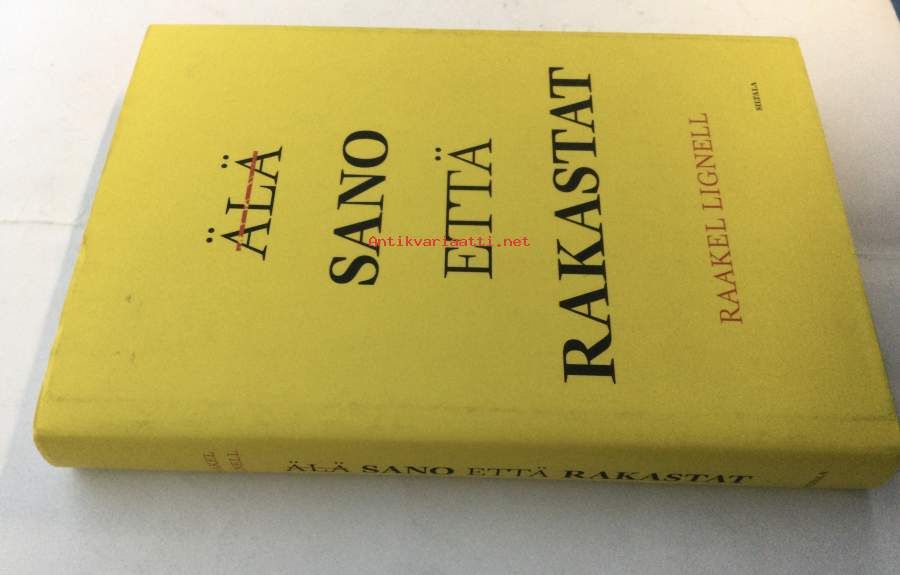 ÄLÄ
SANO
ETTÄ
RAKASTAT
RAAKEL LIGNELL
SILTALA
Antikvariaatti.net
ÄLÄ SANO ETTÄ RAKASTAT